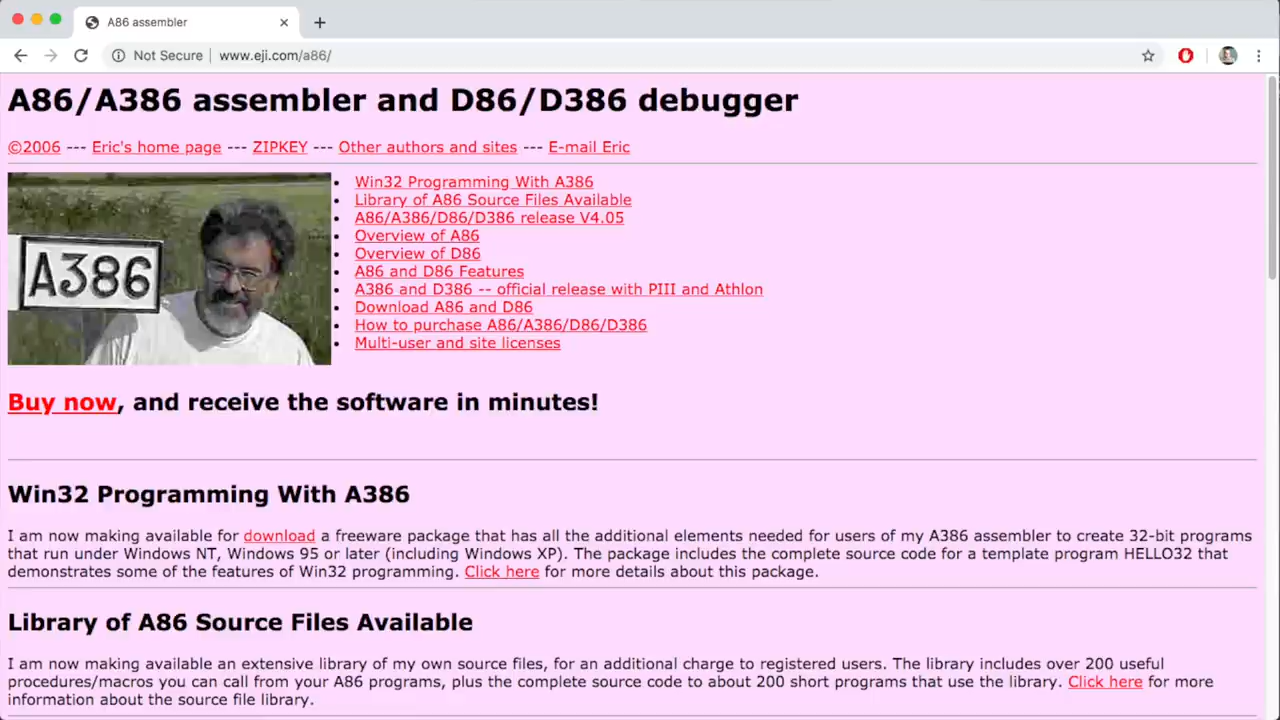 A86 assembler
Not Secure | www.eji.com/a86/
A86/A386 assembler and D86/D386 debugger
©2006 --- Eric's home page --- ZIPKEY --- Other authors and sites --- E-mail Eric
A386
Win32 Programming With A386
Library of A86 Source Files Available
A86/A386/D86/D386 release V4.05
Overview of A86
Overview of D86
A86 and D86 Features
A386 and D386 -- official release with PIII and Athlon
Download A86 and D86
How to purchase A86/A386/D86/D386
Multi-user and site licenses
Buy now, and receive the software in minutes!
Win32 Programming With A386
I am now making available for download a freeware package that has all the additional elements needed for users of my A386 assembler to create 32-bit programs
that run under Windows NT, Windows 95 or later (including Windows XP). The package includes the complete source code for a template program HELLO32 that
demonstrates some of the features of Win32 programming. Click here for more details about this package.
Library of A86 Source Files Available
I am now making available an extensive library of my own source files, for an additional charge to registered users. The library includes over 200 useful
procedures/macros you can call from your A86 programs, plus the complete source code to about 200 short programs that use the library. Click here for more
information about the source file library.